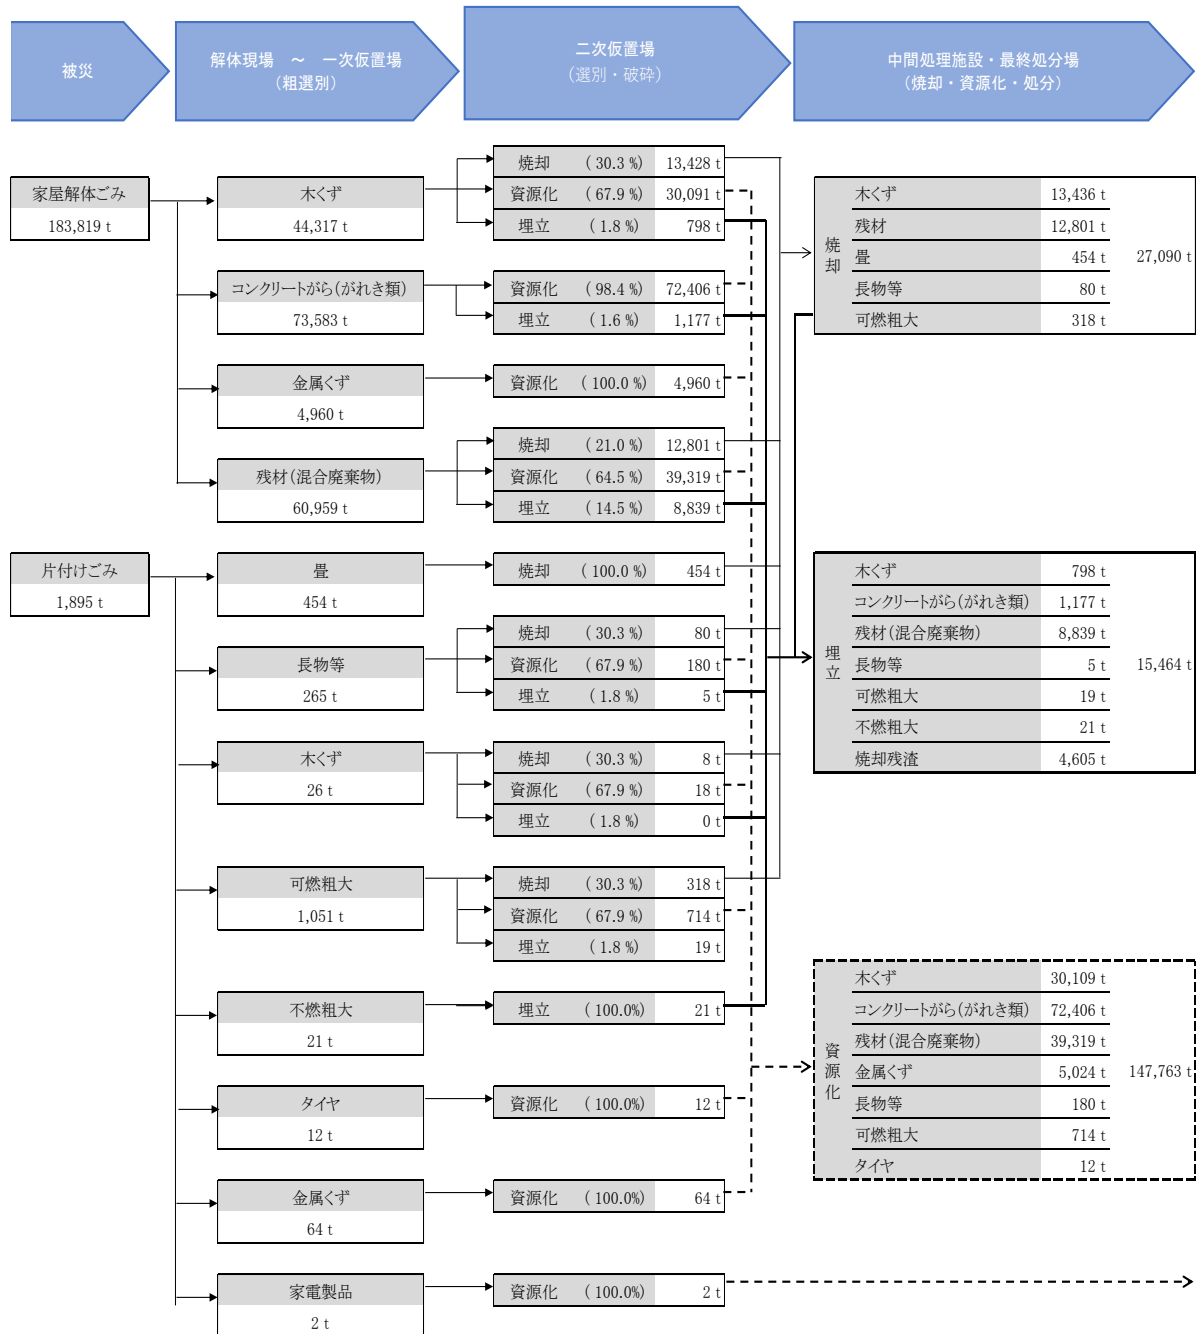 被災
解体現場　～　一次仮置場
（粗選別）
二次仮置場
（選別・破砕）
中間処理施設・最終処分場
（焼却・資源化・処分）
家屋解体ごみ
183,819 t
木くず
44,317 t
焼却 ( 30.3 %) 13,428 t
資源化 ( 67.9 %) 30,091 t
埋立 ( 1.8 %) 798 t
コンクリートがら(がれき類)
73,583 t
資源化 ( 98.4 %) 72,406 t
埋立 ( 1.6 %) 1,177 t
金属くず
4,960 t
資源化 ( 100.0 %) 4,960 t
残材(混合廃棄物)
60,959 t
焼却 ( 21.0 %) 12,801 t
資源化 ( 64.5 %) 39,319 t
埋立 ( 14.5 %) 8,839 t
片付けごみ
1,895 t
畳
454 t
焼却 ( 100.0 %) 454 t
長物等
265 t
焼却 ( 30.3 %) 80 t
資源化 ( 67.9 %) 180 t
埋立 ( 1.8 %) 5 t
木くず
26 t
焼却 ( 30.3 %) 8 t
資源化 ( 67.9 %) 18 t
埋立 ( 1.8 %) 0 t
可燃粗大
1,051 t
焼却 ( 30.3 %) 318 t
資源化 ( 67.9 %) 714 t
埋立 ( 1.8 %) 19 t
不燃粗大
21 t
埋立 ( 100.0%) 21 t
タイヤ
12 t
資源化 ( 100.0%) 12 t
金属くず
64 t
資源化 ( 100.0%) 64 t
家電製品
2 t
資源化 ( 100.0%) 2 t
焼却
木くず 13,436 t
残材 12,801 t
畳 454 t
長物等 80 t
可燃粗大 318 t
27,090 t
埋立
木くず 798 t
コンクリートがら(がれき類) 1,177 t
残材(混合廃棄物) 8,839 t
長物等 5 t
可燃粗大 19 t
不燃粗大 21 t
焼却残渣 4,605 t
15,464 t
資源化
木くず 30,109 t
コンクリートがら(がれき類) 72,406 t
残材(混合廃棄物) 39,319 t
金属くず 5,024 t
長物等 180 t
可燃粗大 714 t
タイヤ 12 t
147,763 t